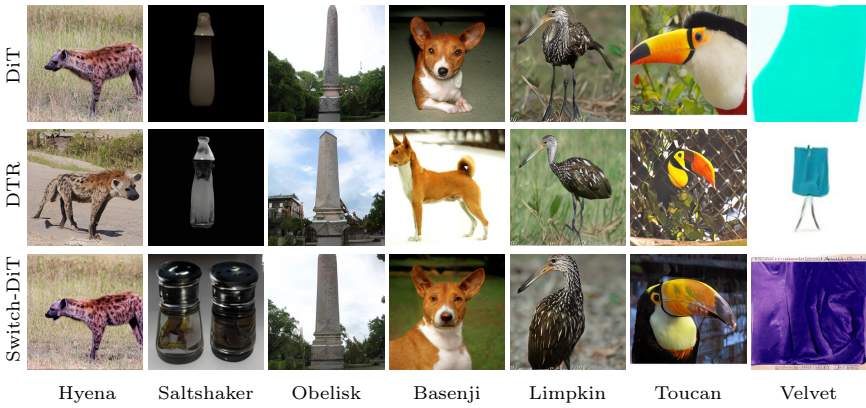 DiT
DTR
Switch-DiT
Hyena Saltshaker Obelisk Basenji Limpkin Toucan Velvet